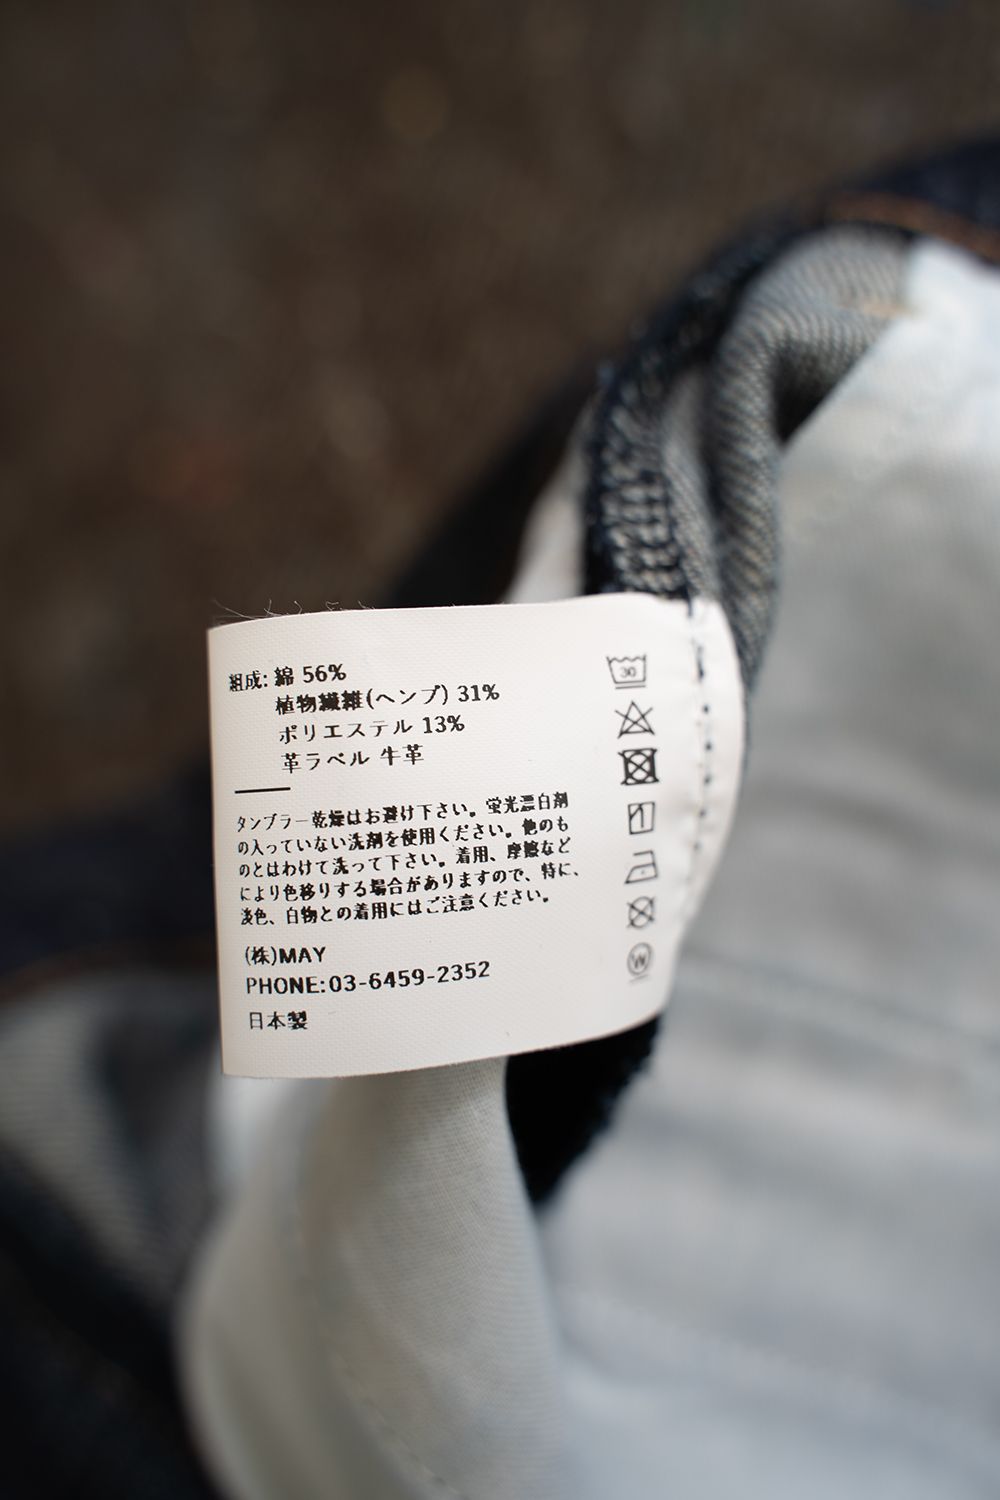 組成: 綿 56%
植物繊維(ヘンプ) 31%
ポリエステル 13%
革ラベル 牛革
タンブラー乾燥はお避け下さい。蛍光漂白剤
の入っていない洗剤を使用ください。他のも
のとはわけて洗って下さい。着用、摩擦など
により色移りする場合がありますので、特に、
淡色、白物との着用にはご注意ください。
(株)MAY
PHONE:03-6459-2352
日本製
30
W